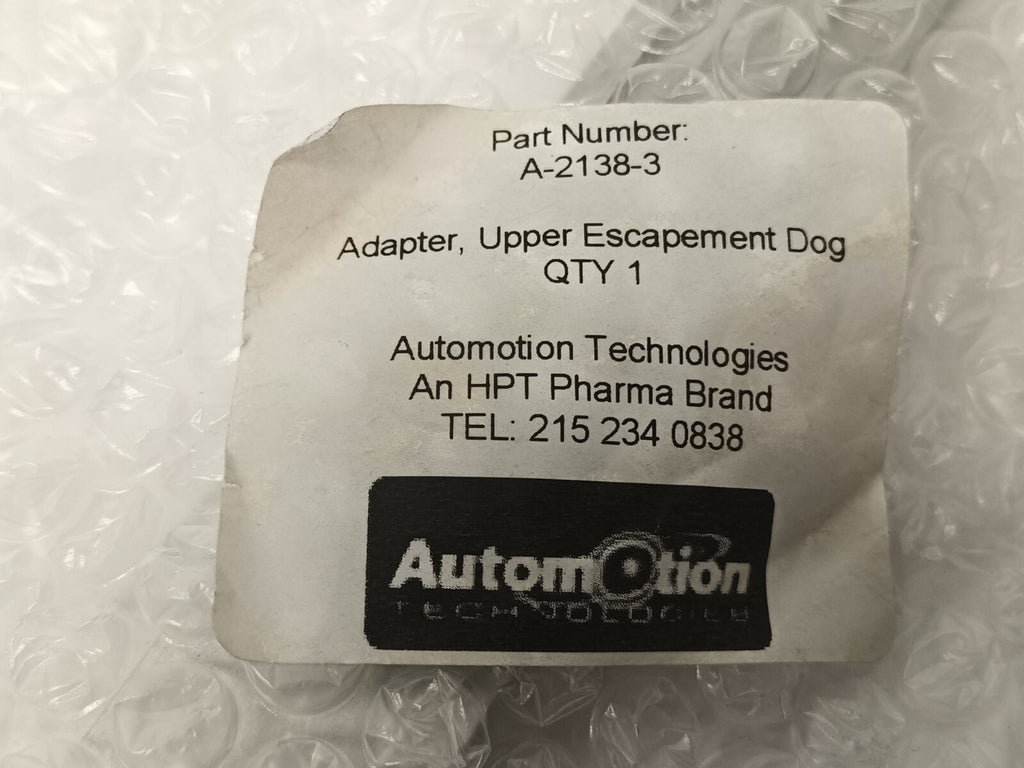 Part Number:
A-2138-3
Adapter, Upper Escapement Dog
QTY 1
Automotion Technologies
An HPT Pharma Brand
TEL: 215 234 0838
Automotion
TECHNOLOGIES